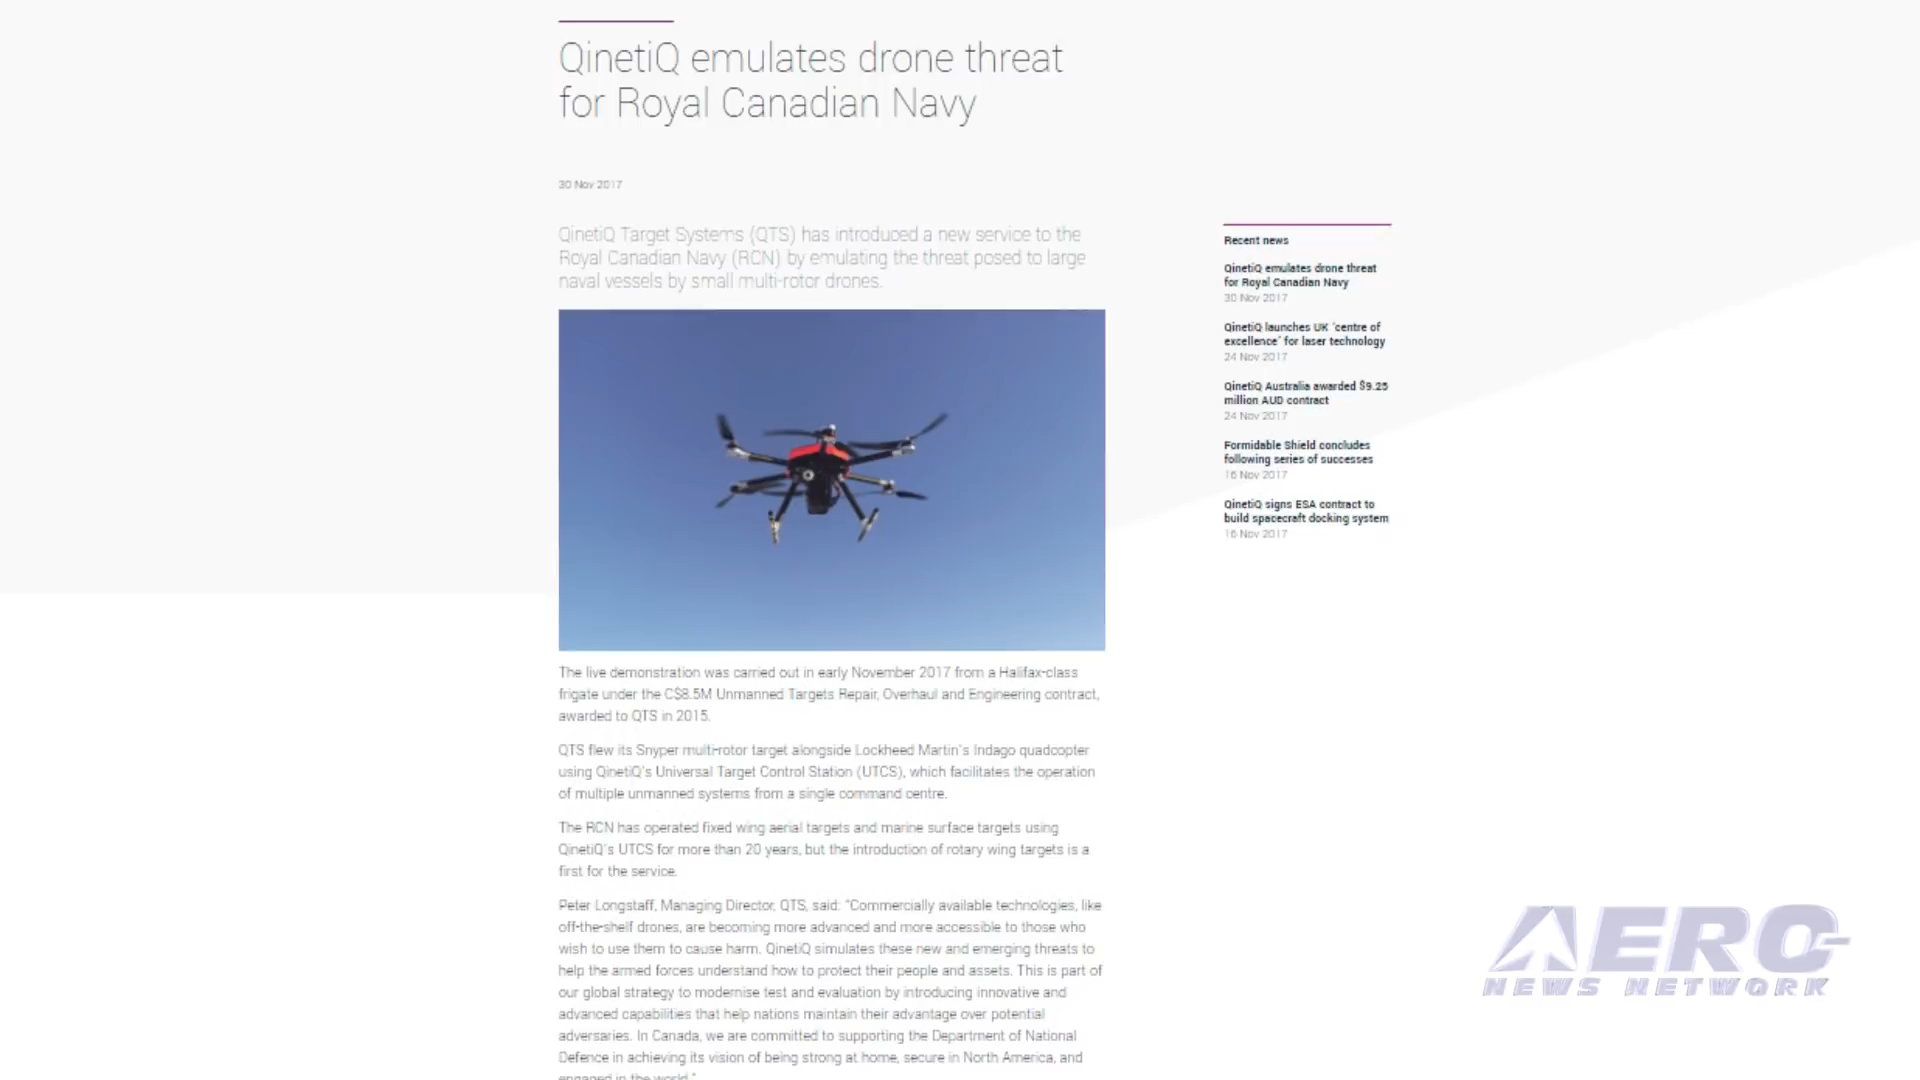 QinetiQ emulates drone threat
for Royal Canadian Navy
30 Nov 2017
QinetiQ Target Systems (QTS) has introduced a new service to the
Royal Canadian Navy (RCN) by emulating the threat posed to large
naval vessels by small multi-rotor drones.
The live demonstration was carried out in early November 2017 from a Halifax-class
frigate under the C$8.5M Unmanned Targets Repair, Overhaul and Engineering contract,
awarded to QTS in 2015.
QTS flew its Snyper multi-rotor target alongside Lockheed Martin's Indago quadcopter
using QinetiQ's Universal Target Control Station (UTCS), which facilitates the operation
of multiple unmanned systems from a single command centre.
The RCN has operated fixed wing aerial targets and marine surface targets using
QinetiQ's UTCS for more than 20 years, but the introduction of rotary wing targets is a
first for the service.
Peter Longstaff, Managing Director, QTS, said: "Commercially available technologies, like
off-the-shelf drones, are becoming more advanced and more accessible to those who
wish to use them to cause harm. QinetiQ simulates these new and emerging threats to
help the armed forces understand how to protect their people and assets. This is part of
our global strategy to modernise test and evaluation by introducing innovative and
advanced capabilities that help nations maintain their advantage over potential
adversaries. In Canada, we are committed to supporting the Department of National
Defence in achieving its vision of being strong at home, secure in North America, and
engaged in the world."
Recent news
QinetiQ emulates drone threat
for Royal Canadian Navy
30 Nov 2017
QinetiQ launches UK 'centre of
excellence' for laser technology
24 Nov 2017
QinetiQ Australia awarded $9.25
million AUD contract
24 Nov 2017
Formidable Shield concludes
following series of successes
16 Nov 2017
QinetiQ signs ESA contract to
build spacecraft docking system
16 Nov 2017
AERO-
NEWS NETWORK